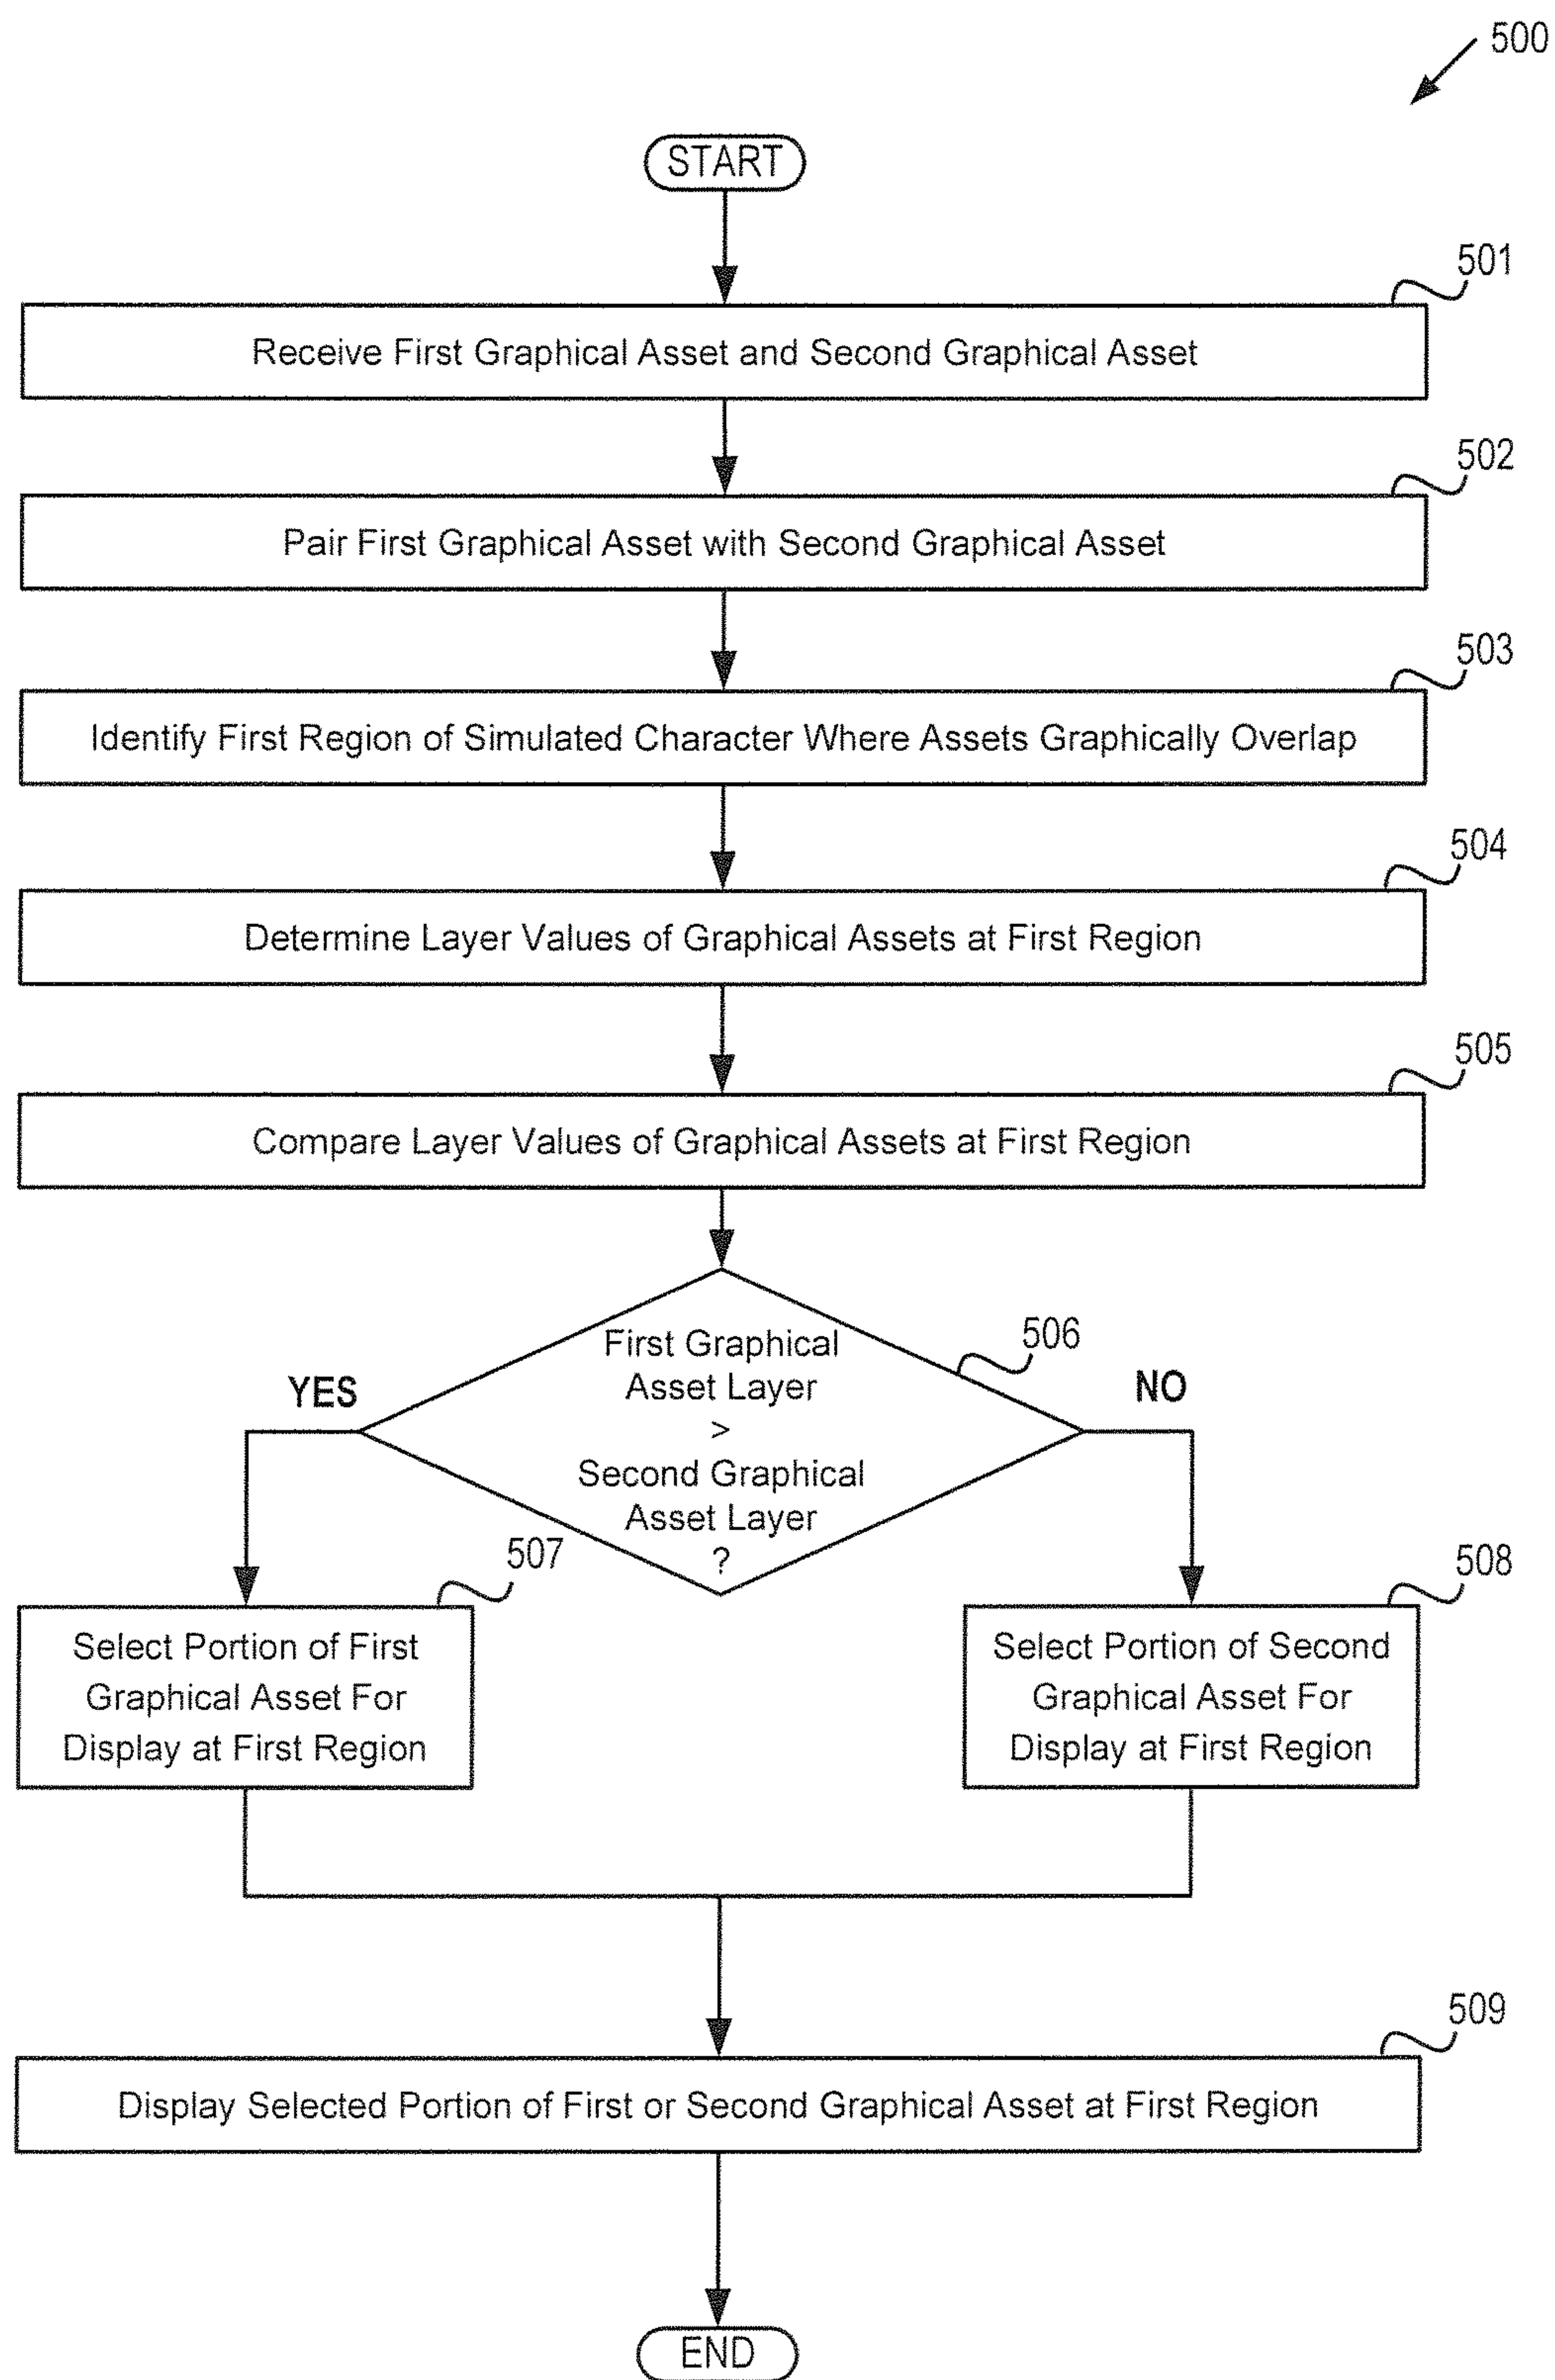 500
START
501
Receive First Graphical Asset and Second Graphical Asset
502
Pair First Graphical Asset with Second Graphical Asset
503
Identify First Region of Simulated Character Where Assets Graphically Overlap
504
Determine Layer Values of Graphical Assets at First Region
505
Compare Layer Values of Graphical Assets at First Region
506
First Graphical
Asset Layer
>
Second Graphical
Asset Layer
?
YES
NO
507
Select Portion of First
Graphical Asset For
Display at First Region
508
Select Portion of Second
Graphical Asset For
Display at First Region
509
Display Selected Portion of First or Second Graphical Asset at First Region
END